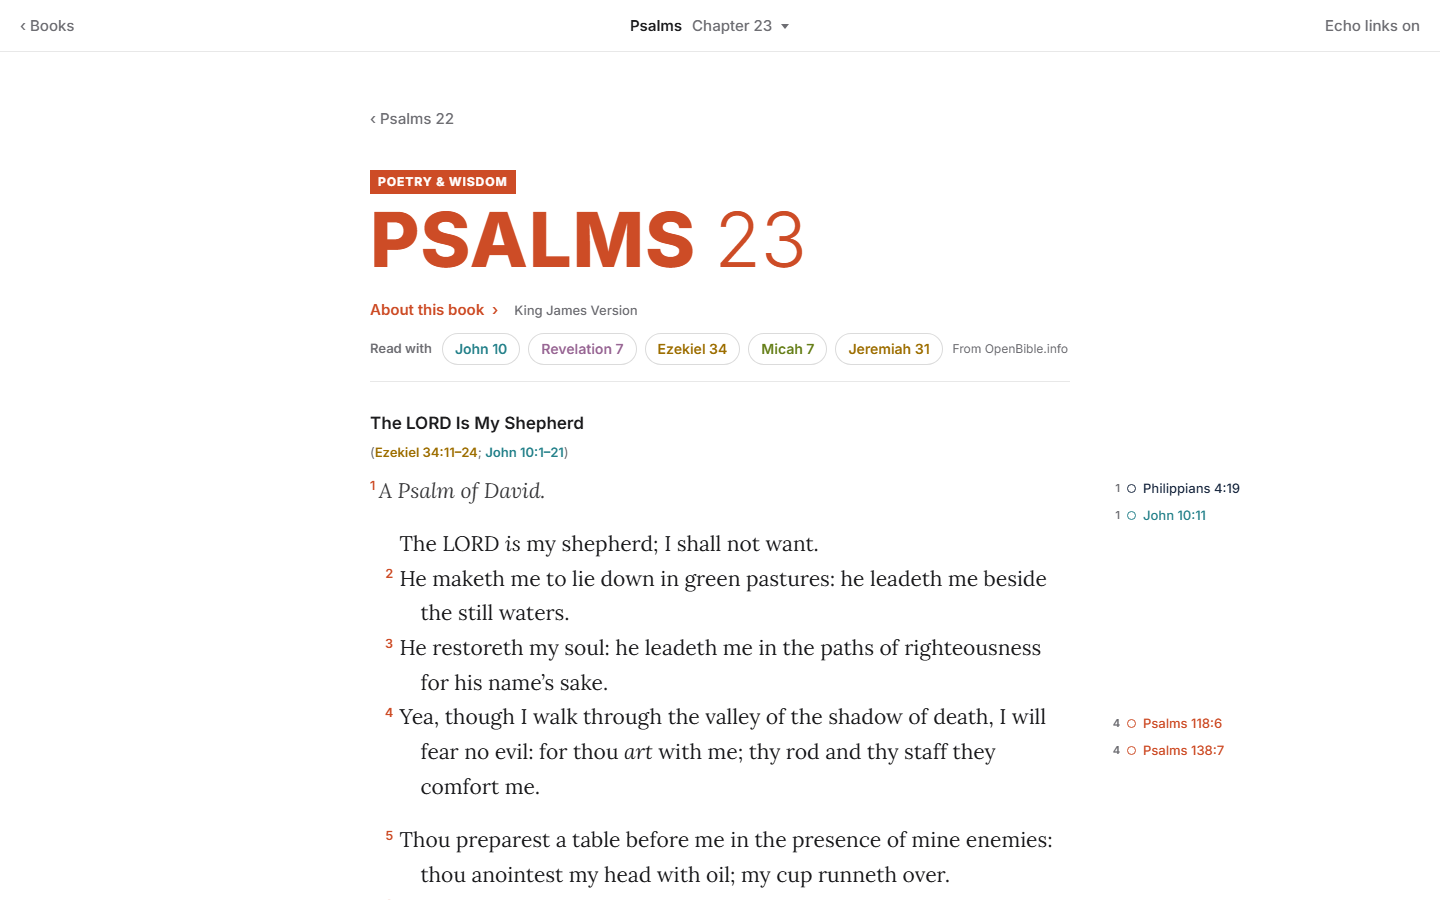 ‹ Books
Psalms Chapter 23
Echo links on
‹ Psalms 22
POETRY & WISDOM
PSALMS 23
About this book › King James Version
Read with John 10 Revelation 7 Ezekiel 34 Micah 7 Jeremiah 31 From OpenBible.info
The LORD Is My Shepherd
(Ezekiel 34:11–24; John 10:1–21)
1 A Psalm of David.
The LORD is my shepherd; I shall not want.
2 He maketh me to lie down in green pastures: he leadeth me beside
the still waters.
3 He restoreth my soul: he leadeth me in the paths of righteousness
for his name’s sake.
4 Yea, though I walk through the valley of the shadow of death, I will
fear no evil: for thou art with me; thy rod and thy staff they
comfort me.
5 Thou preparest a table before me in the presence of mine enemies:
thou anointest my head with oil; my cup runneth over.
1 Philippians 4:19
1 John 10:11
4 Psalms 118:6
4 Psalms 138:7